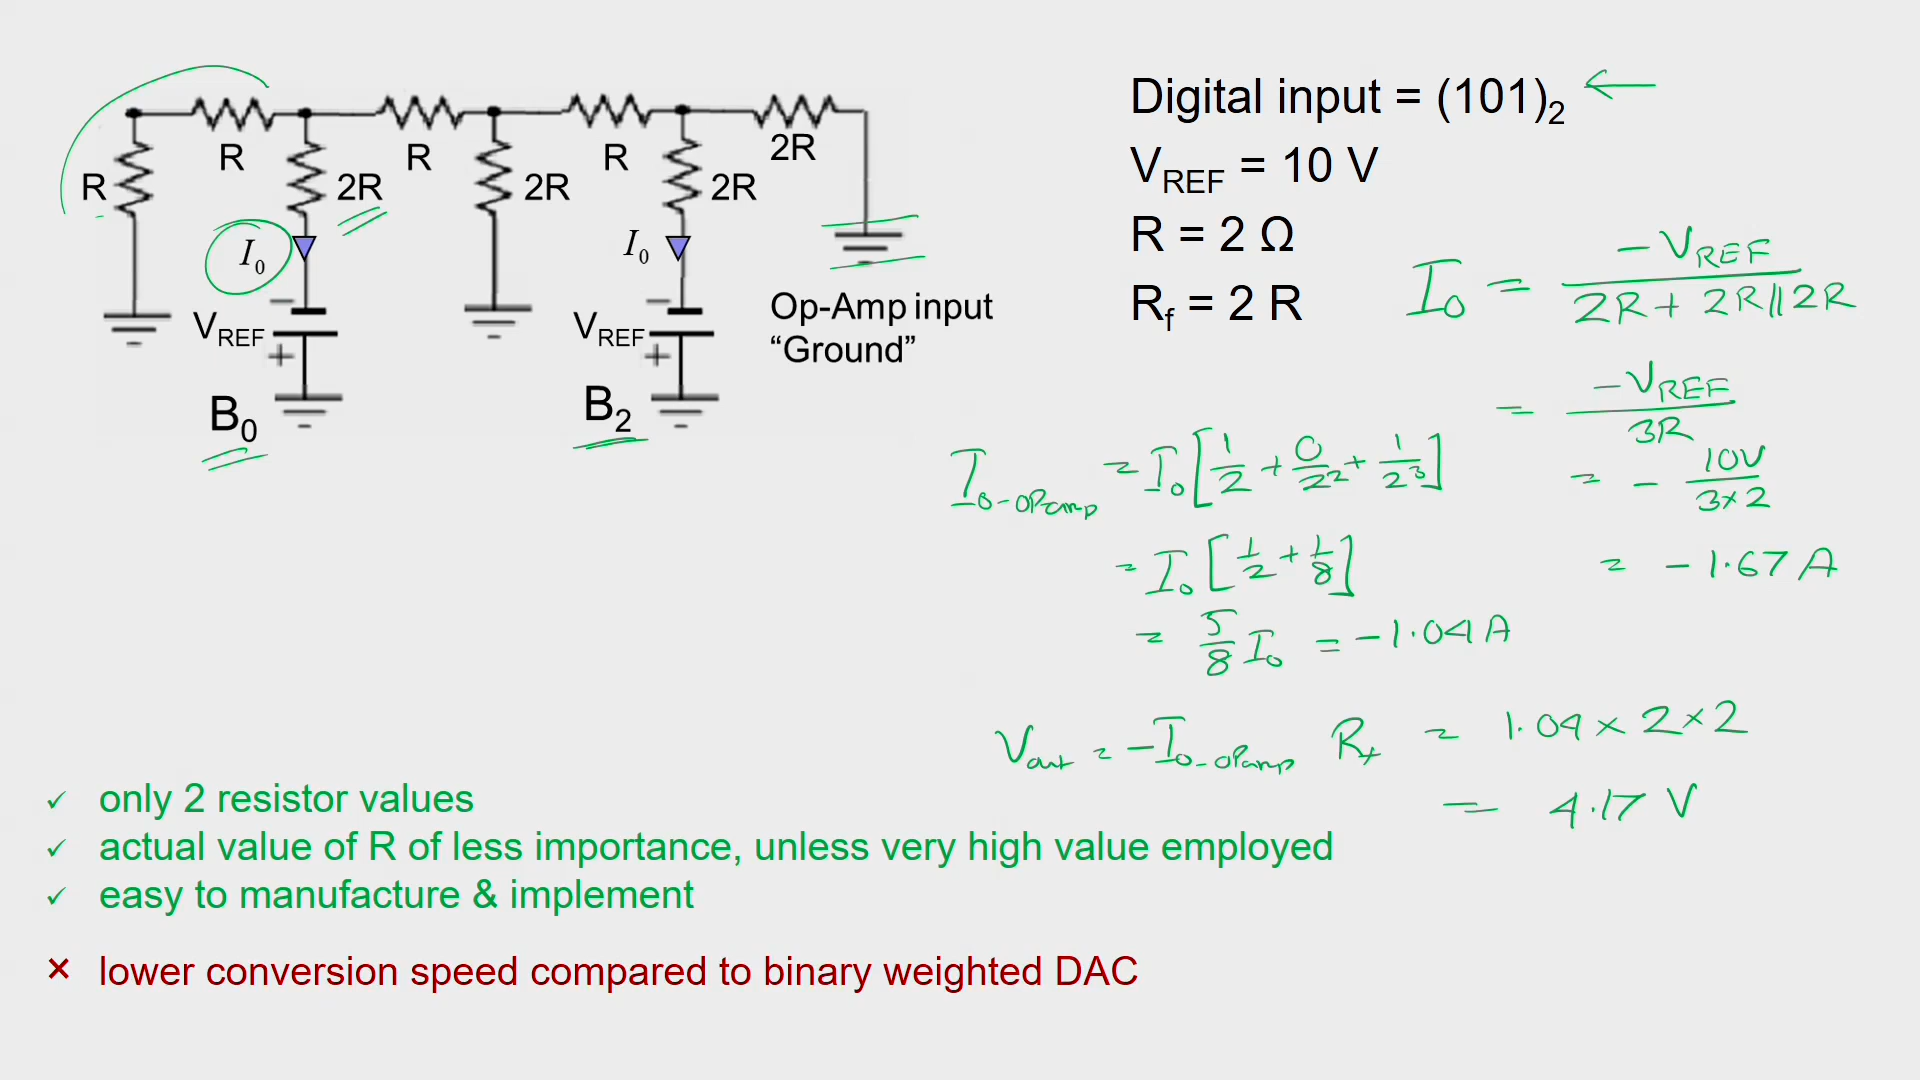 R
R
2R
R
2R
R
2R
2R
I0
I0
−
VREF
+
−
VREF
+
B0
B2
Op-Amp input
“Ground”
Digital input = (101)2 ←
VREF = 10 V
R = 2 Ω
Rf = 2 R
I0 = -VREF / 2R + 2R||2R
= -VREF / 3R
= - 10V / 3×2
= -1.67 A
I0-OPamp = I0 [1/2 + 0/2² + 1/2³]
= I0 [1/2 + 1/8]
= 5/8 I0 = -1.04 A
Vout = -I0-OPamp Rf = 1.04 × 2 × 2
= 4.17 V
✓ only 2 resistor values
✓ actual value of R of less importance, unless very high value employed
✓ easy to manufacture & implement
× lower conversion speed compared to binary weighted DAC